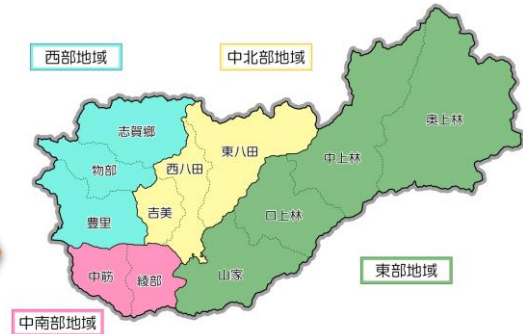 西部地域
中北部地域
志賀郷
奥上林
東八田
中上林
物部
西八田
吉美
口上林
豊里
山家
中筋
綾部
東部地域
中南部地域